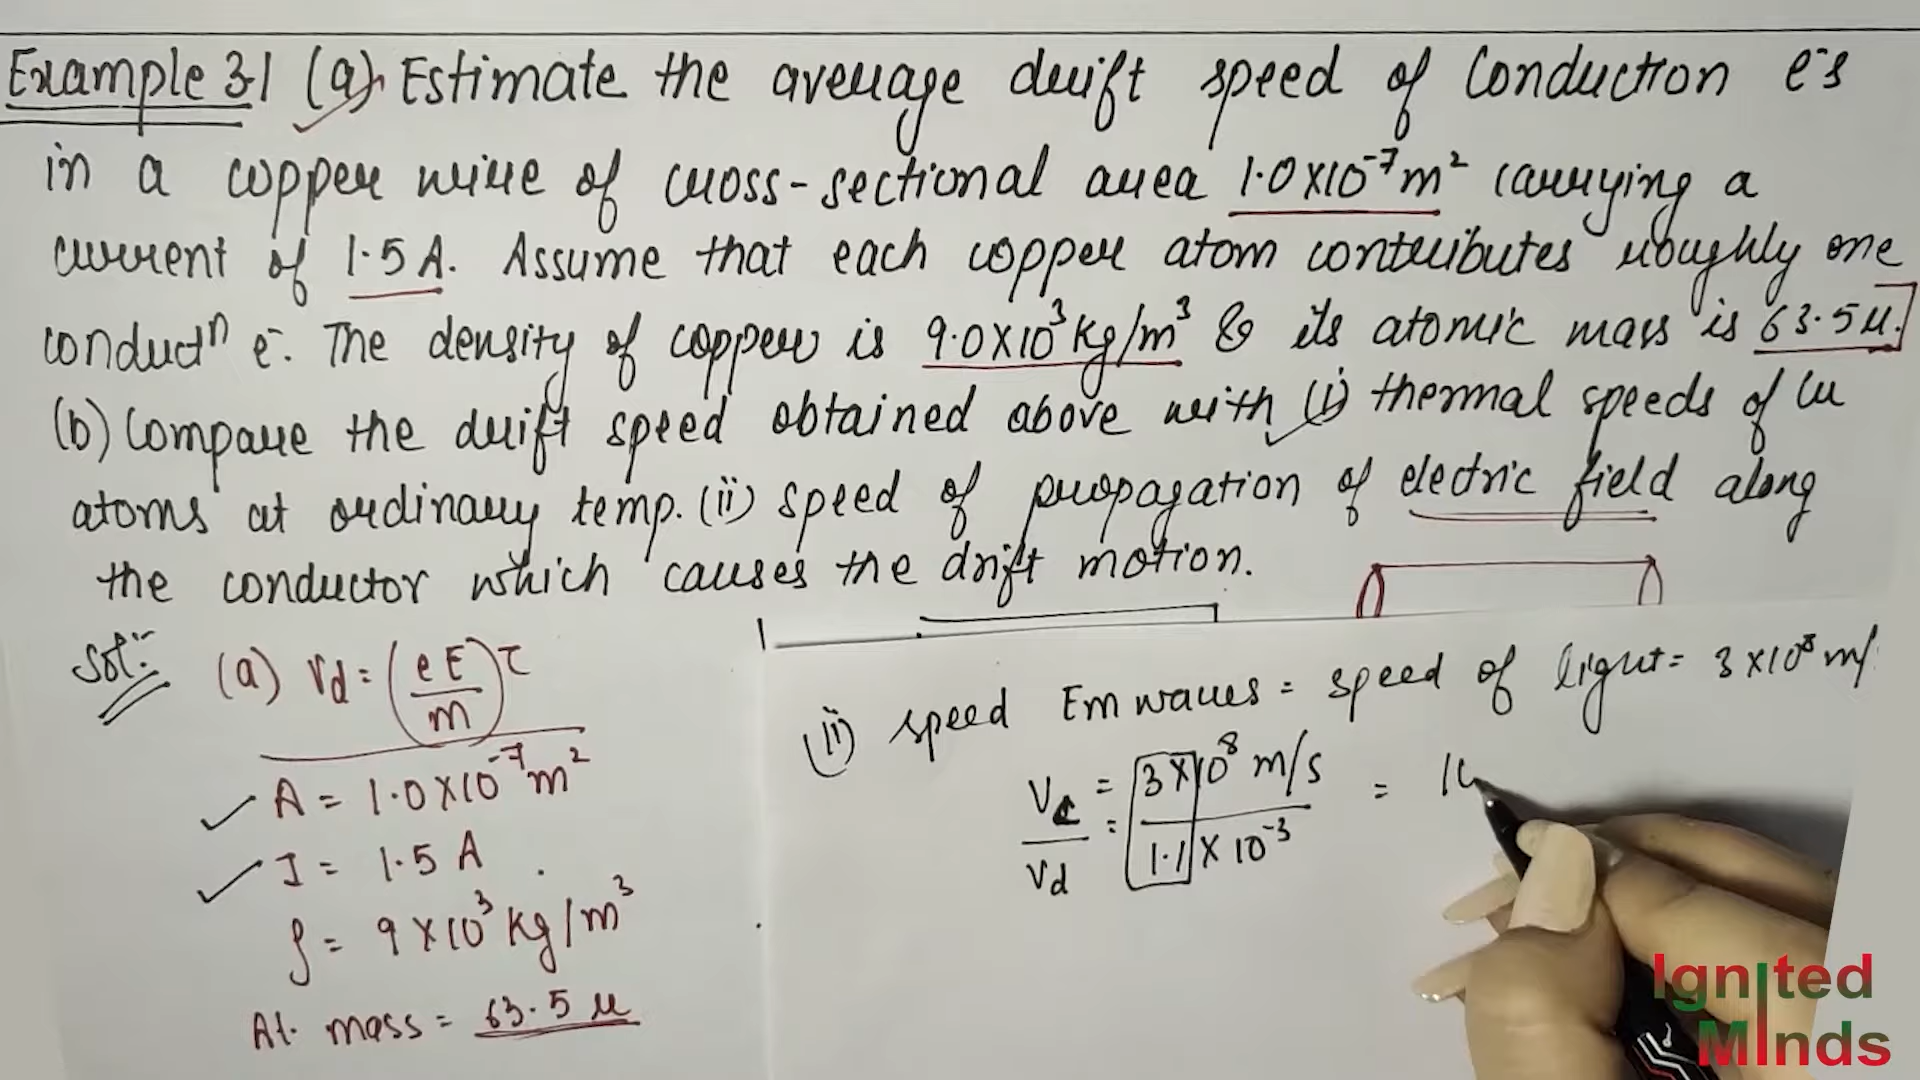 Example 3.1 (a) Estimate the average drift speed of conduction e⁻s
in a copper wire of cross-sectional area 1.0×10⁻⁷m² carrying a
current of 1.5 A. Assume that each copper atom contributes roughly one
conductⁿ e⁻. The density of copper is 9.0×10³kg/m³ & its atomic mass is 63.5u.
(b) Compare the drift speed obtained above with (i) thermal speeds of Cu
atoms at ordinary temp. (ii) speed of propagation of electric field along
the conductor which causes the drift motion.
Sol:-
(a) Vd = (eE/m) τ
A = 1.0×10⁻⁷m²
I = 1.5 A
ρ = 9×10³ kg/m³
At. mass = 63.5 u
(ii) speed Em waves = speed of light = 3×10⁸ m/
Vc/Vd = 3×10⁸ m/s / 1.1×10⁻³ =
Ignited
Minds